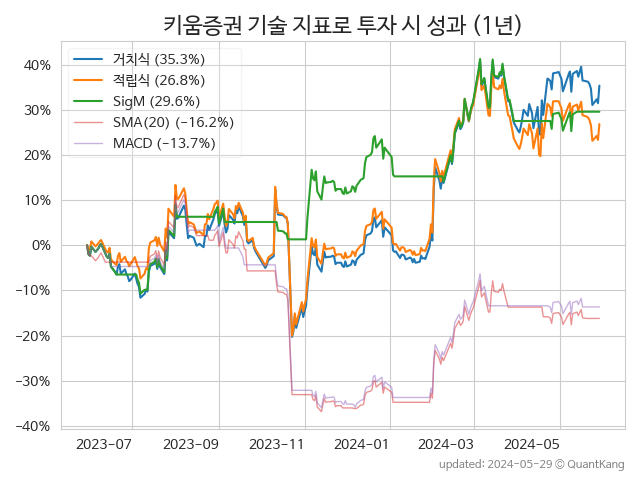 키움증권 기술 지표로 투자 시 성과 (1년)
40%
30%
20%
10%
0%
−10%
−20%
−30%
−40%
거치식 (35.3%)
적립식 (26.8%)
SigM (29.6%)
SMA(20) (−16.2%)
MACD (−13.7%)
2023-07
2023-09
2023-11
2024-01
2024-03
2024-05
updated: 2024-05-29 © QuantKang